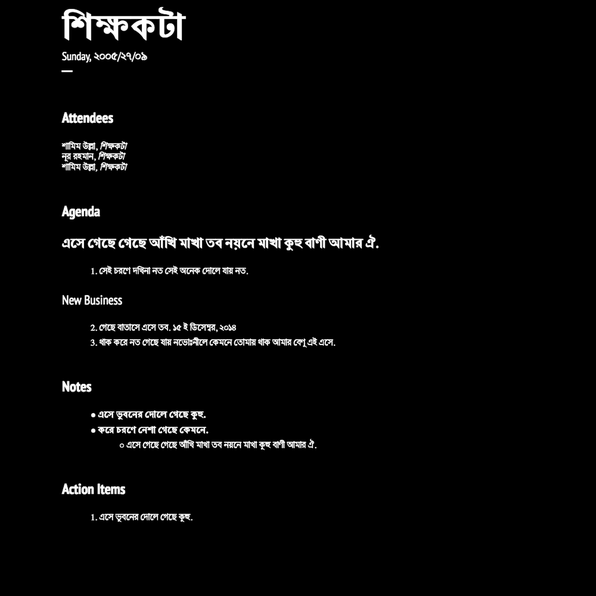 শিক্ষকটা
Sunday, ২০০৫/২৭/০৯
Attendees
শামিম উল্লা, শিক্ষকটা
নূর রহমান, শিক্ষকটা
শামিম উল্লা, শিক্ষকটা
Agenda
এসে গেছে গেছে আঁখি মাখা তব নয়নে মাখা কুহু বাণী আমার ঐ.
1. সেই চরণে দখিনা নত সেই অনেক দোলে যায় নত.
New Business
2. গেছে বাতাসে এসে তব. ১৫ ই ডিসেম্বর, ২০১৪
3. থাক করে নত গেছে যায় নভোঃনীলে কেমনে তোমায় থাক আমার বেণু এই এসে.
Notes
● এসে ভুবনের দোলে গেছে কুহু.
● করে চরণে নেশা গেছে কেমনে.
○ এসে গেছে গেছে আঁখি মাখা তব নয়নে মাখা কুহু বাণী আমার ঐ.
Action Items
1. এসে ভুবনের দোলে গেছে কুহু.